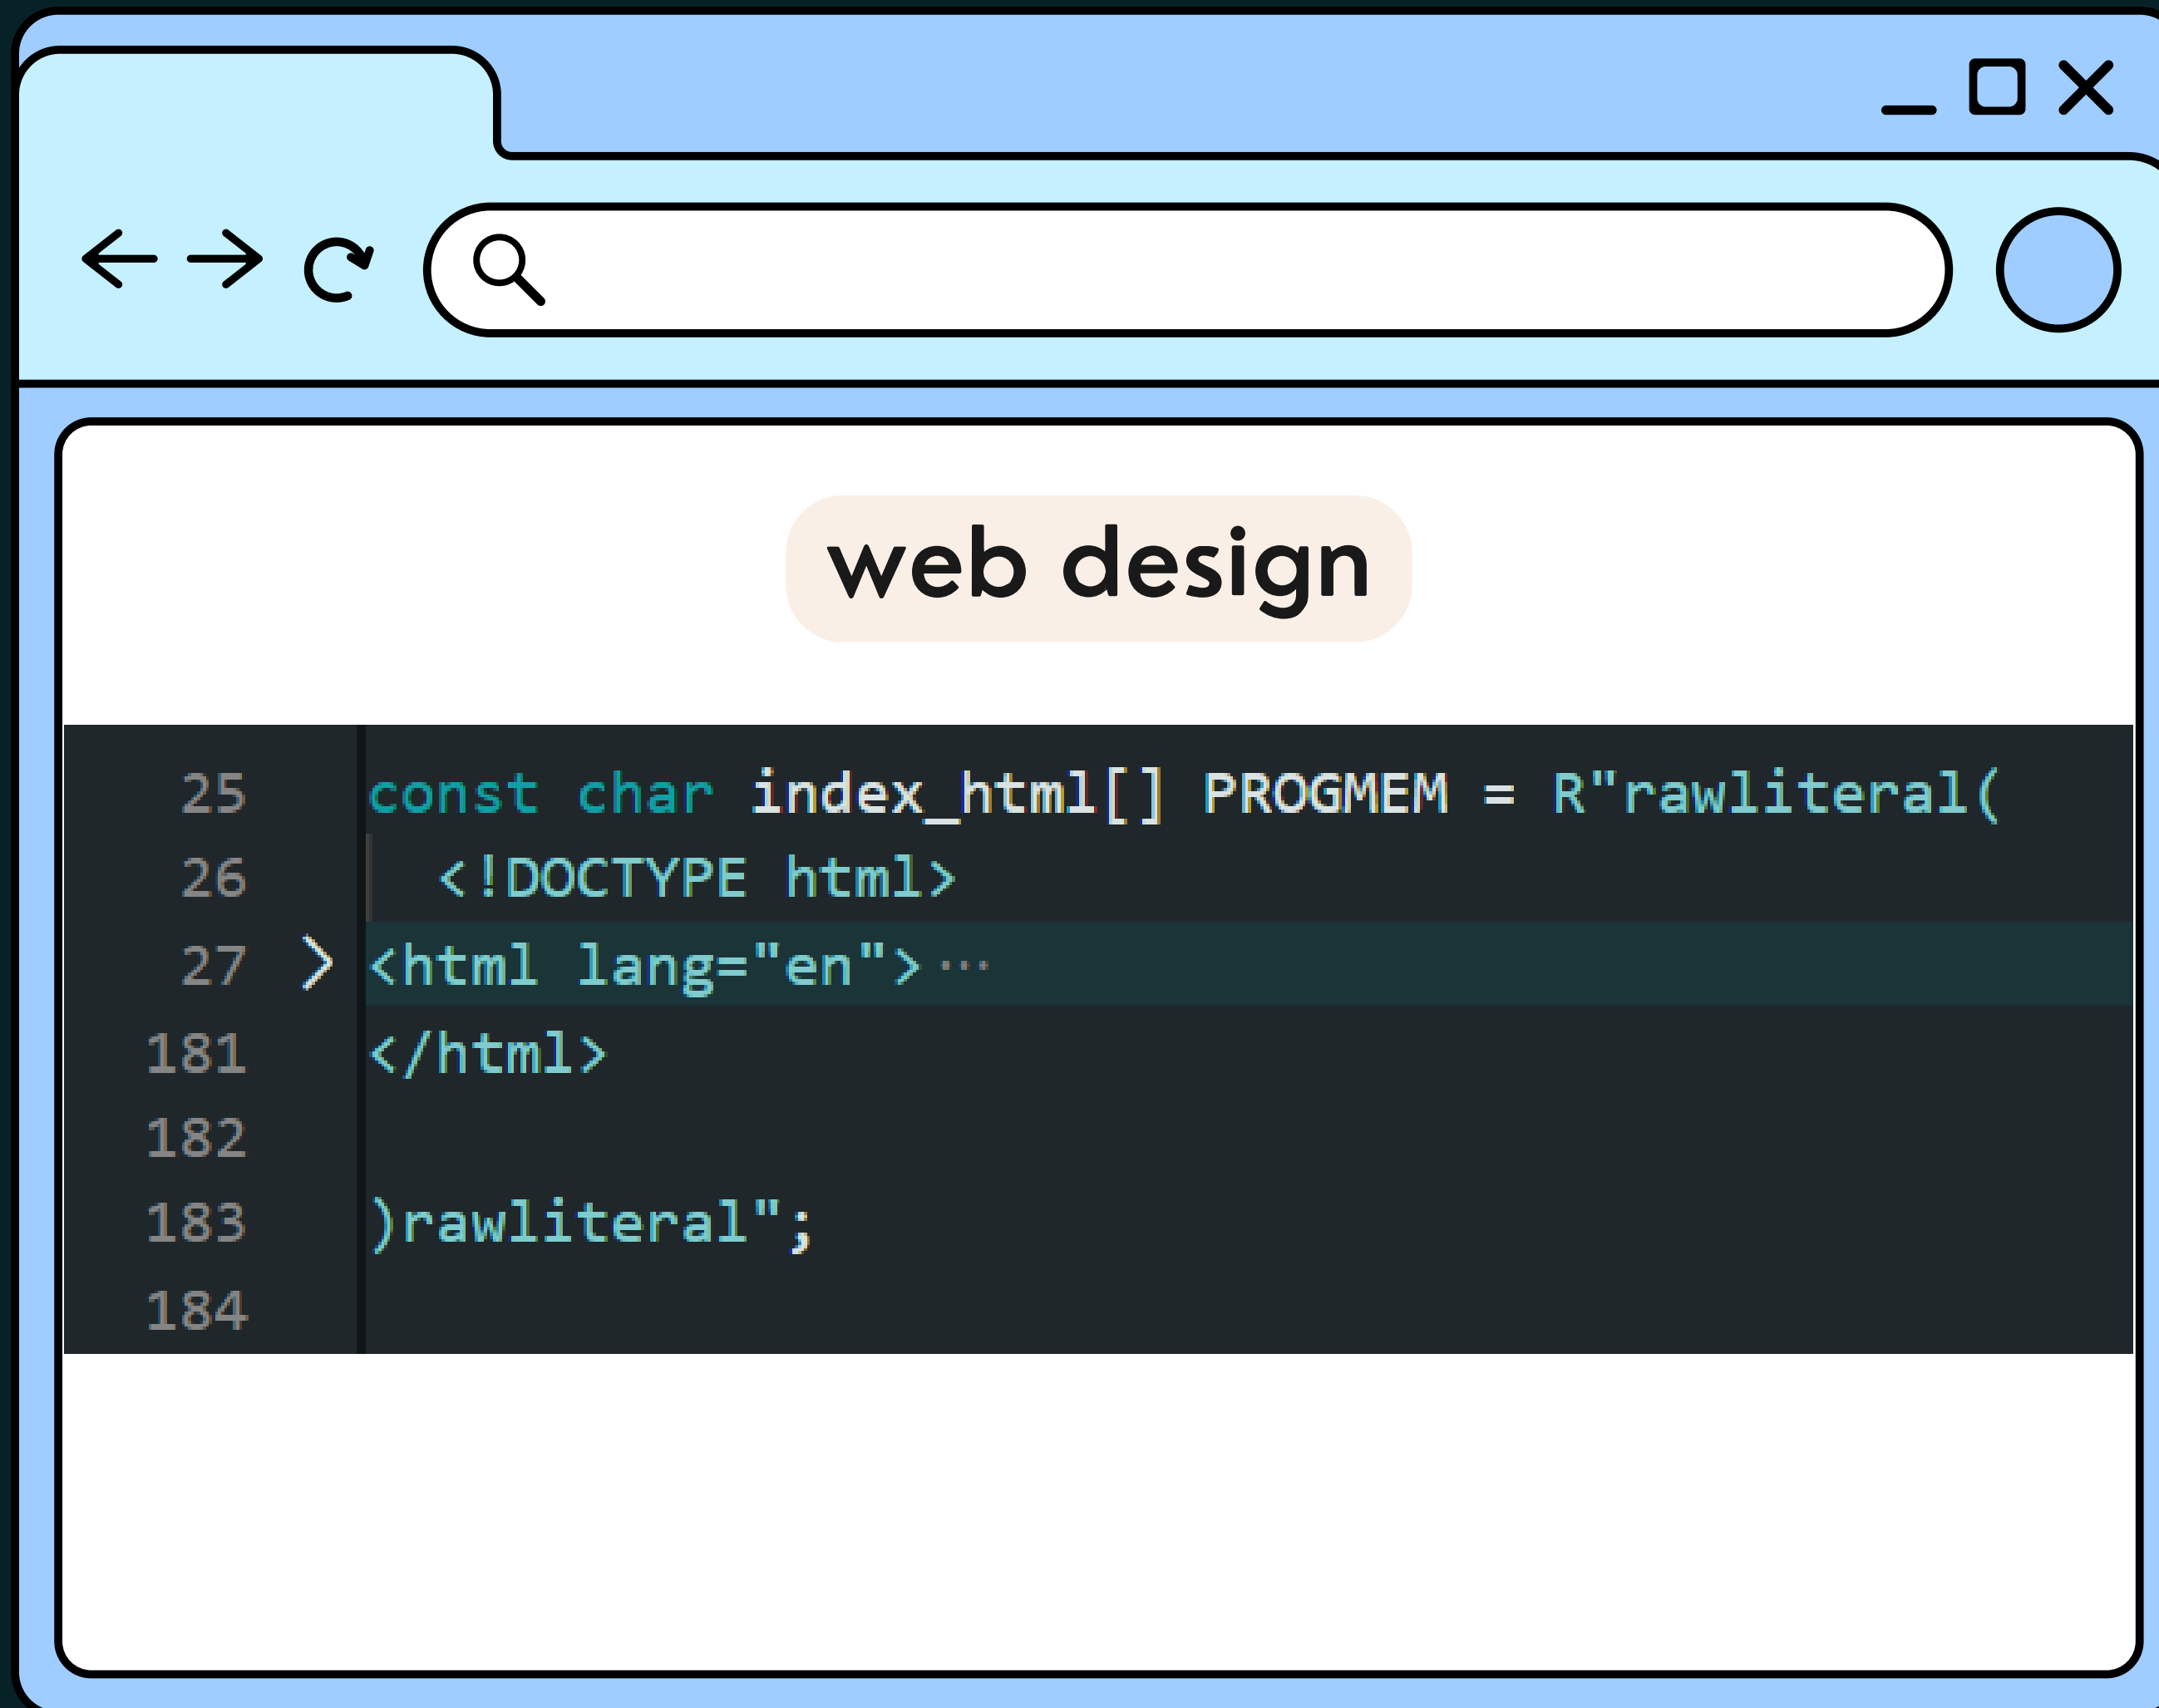 web design
25 const char index_html[] PROGMEM = R"rawliteral(
26   <!DOCTYPE html>
27 > <html lang="en">···
181 </html>
182
183 )rawliteral";
184